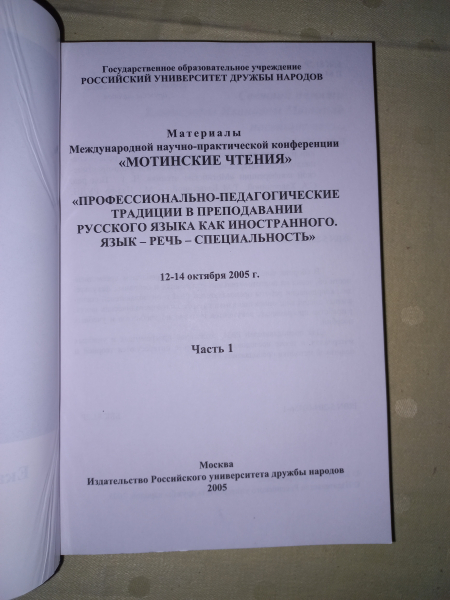 Государственное образовательное учреждение
РОССИЙСКИЙ УНИВЕРСИТЕТ ДРУЖБЫ НАРОДОВ
Материалы
Международной научно-практической конференции
«МОТИНСКИЕ ЧТЕНИЯ»
«ПРОФЕССИОНАЛЬНО-ПЕДАГОГИЧЕСКИЕ
ТРАДИЦИИ В ПРЕПОДАВАНИИ
РУССКОГО ЯЗЫКА КАК ИНОСТРАННОГО.
ЯЗЫК – РЕЧЬ – СПЕЦИАЛЬНОСТЬ»
12-14 октября 2005 г.
Часть 1
Москва
Издательство Российского университета дружбы народов
2005